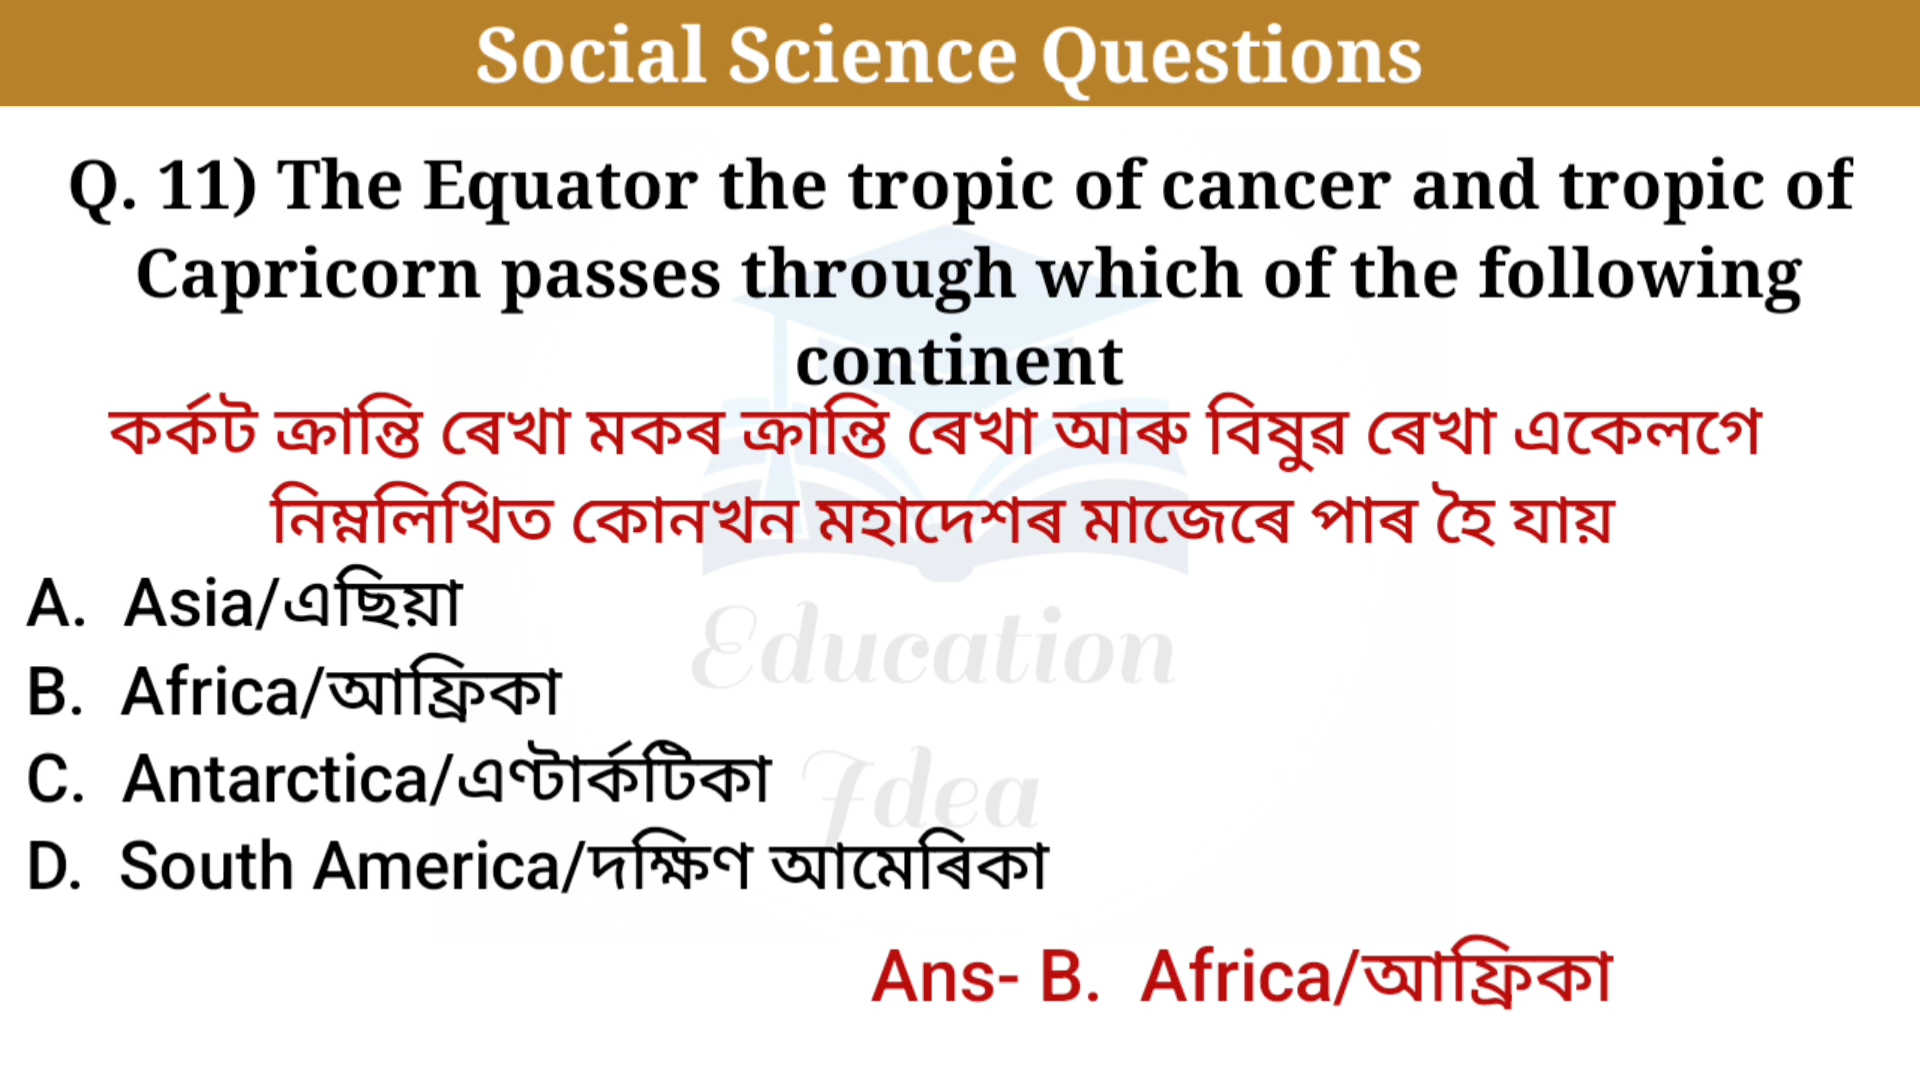 Social Science Questions
Q. 11) The Equator the tropic of cancer and tropic of
Capricorn passes through which of the following
continent
কৰ্কট ক্ৰান্তি ৰেখা মকৰ ক্ৰান্তি ৰেখা আৰু বিষুৱ ৰেখা একেলগে
নিম্নলিখিত কোনখন মহাদেশৰ মাজেৰে পাৰ হৈ যায়
A. Asia/এছিয়া
B. Africa/আফ্ৰিকা
C. Antarctica/এণ্টাৰ্কটিকা
D. South America/দক্ষিণ আমেৰিকা
Education
Idea
Ans- B. Africa/আফ্ৰিকা